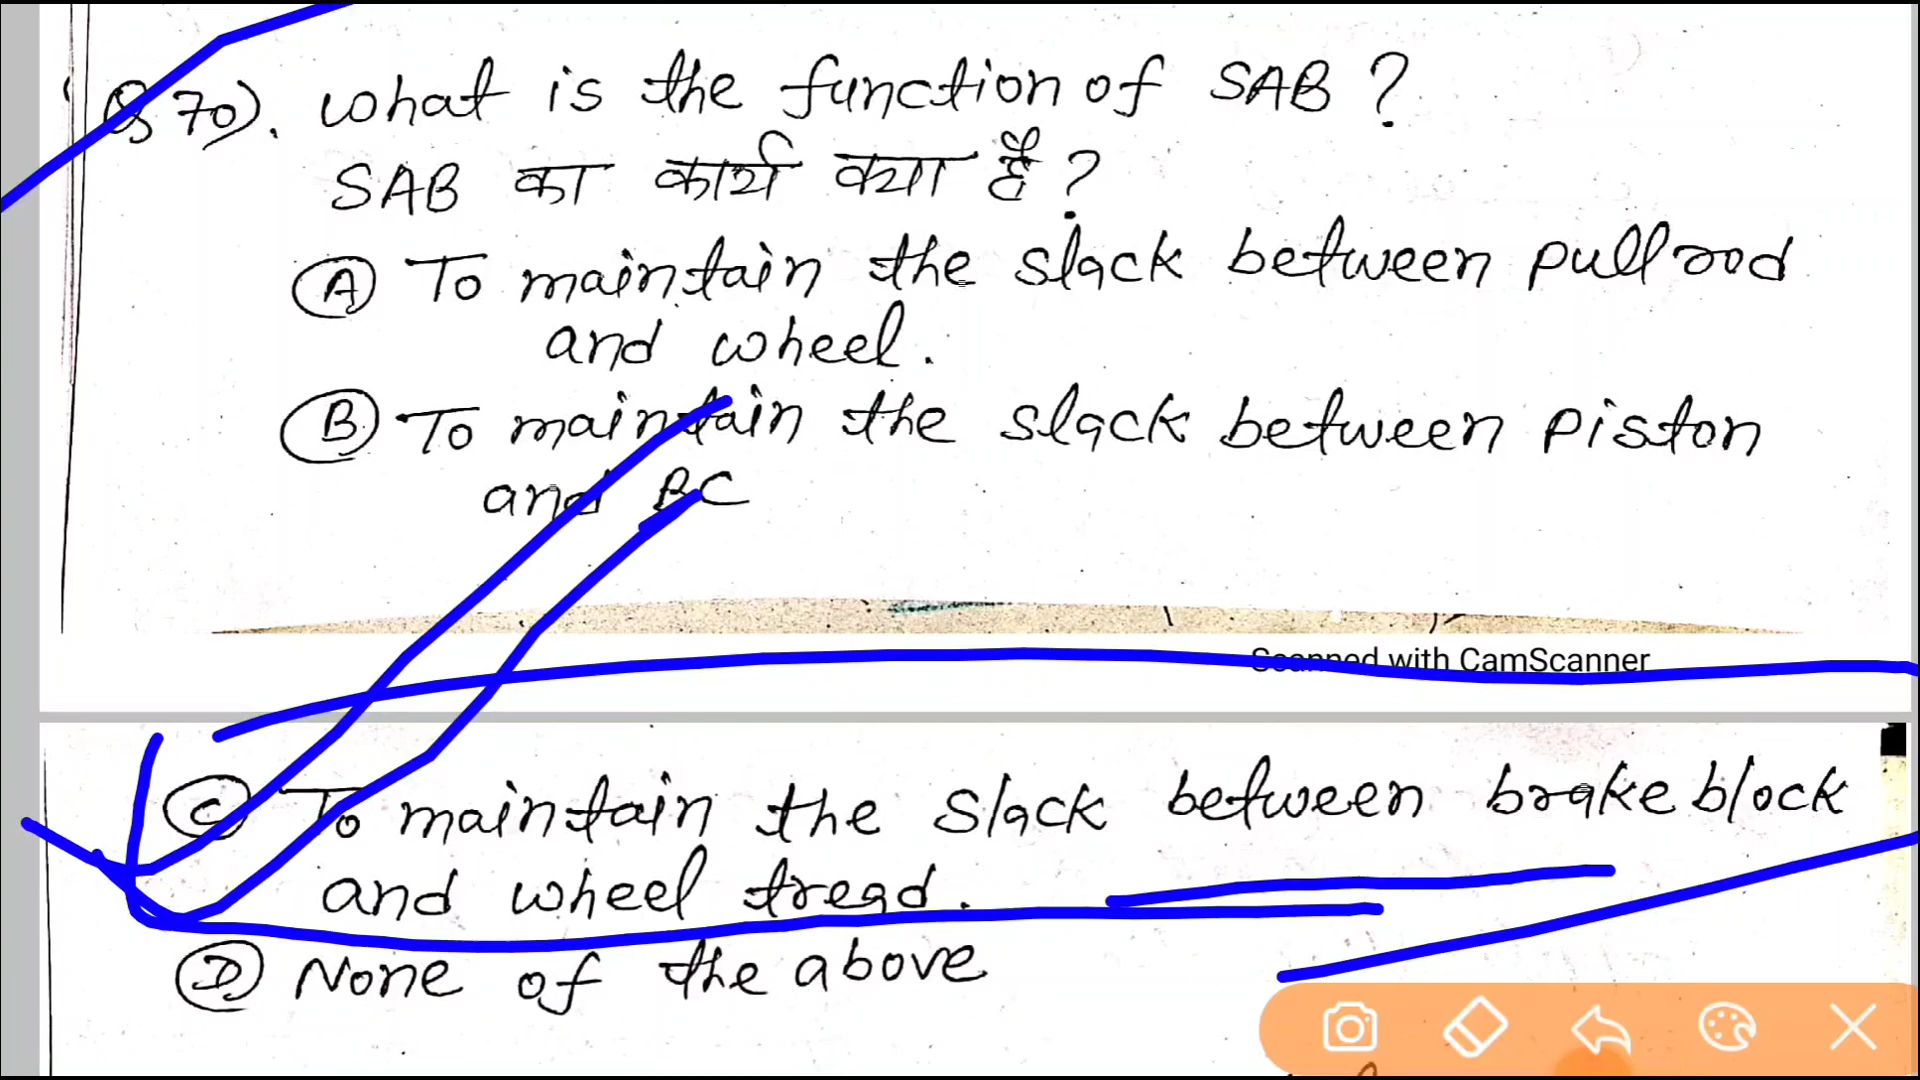 Q 70). What is the function of SAB ?
SAB का कार्य क्या है ?
(A) To maintain the slack between pull rod
and wheel.
(B) To maintain the slack between piston
and BC
Scanned with CamScanner
(C) To maintain the slack between brake block
and wheel tread.
(D) None of the above